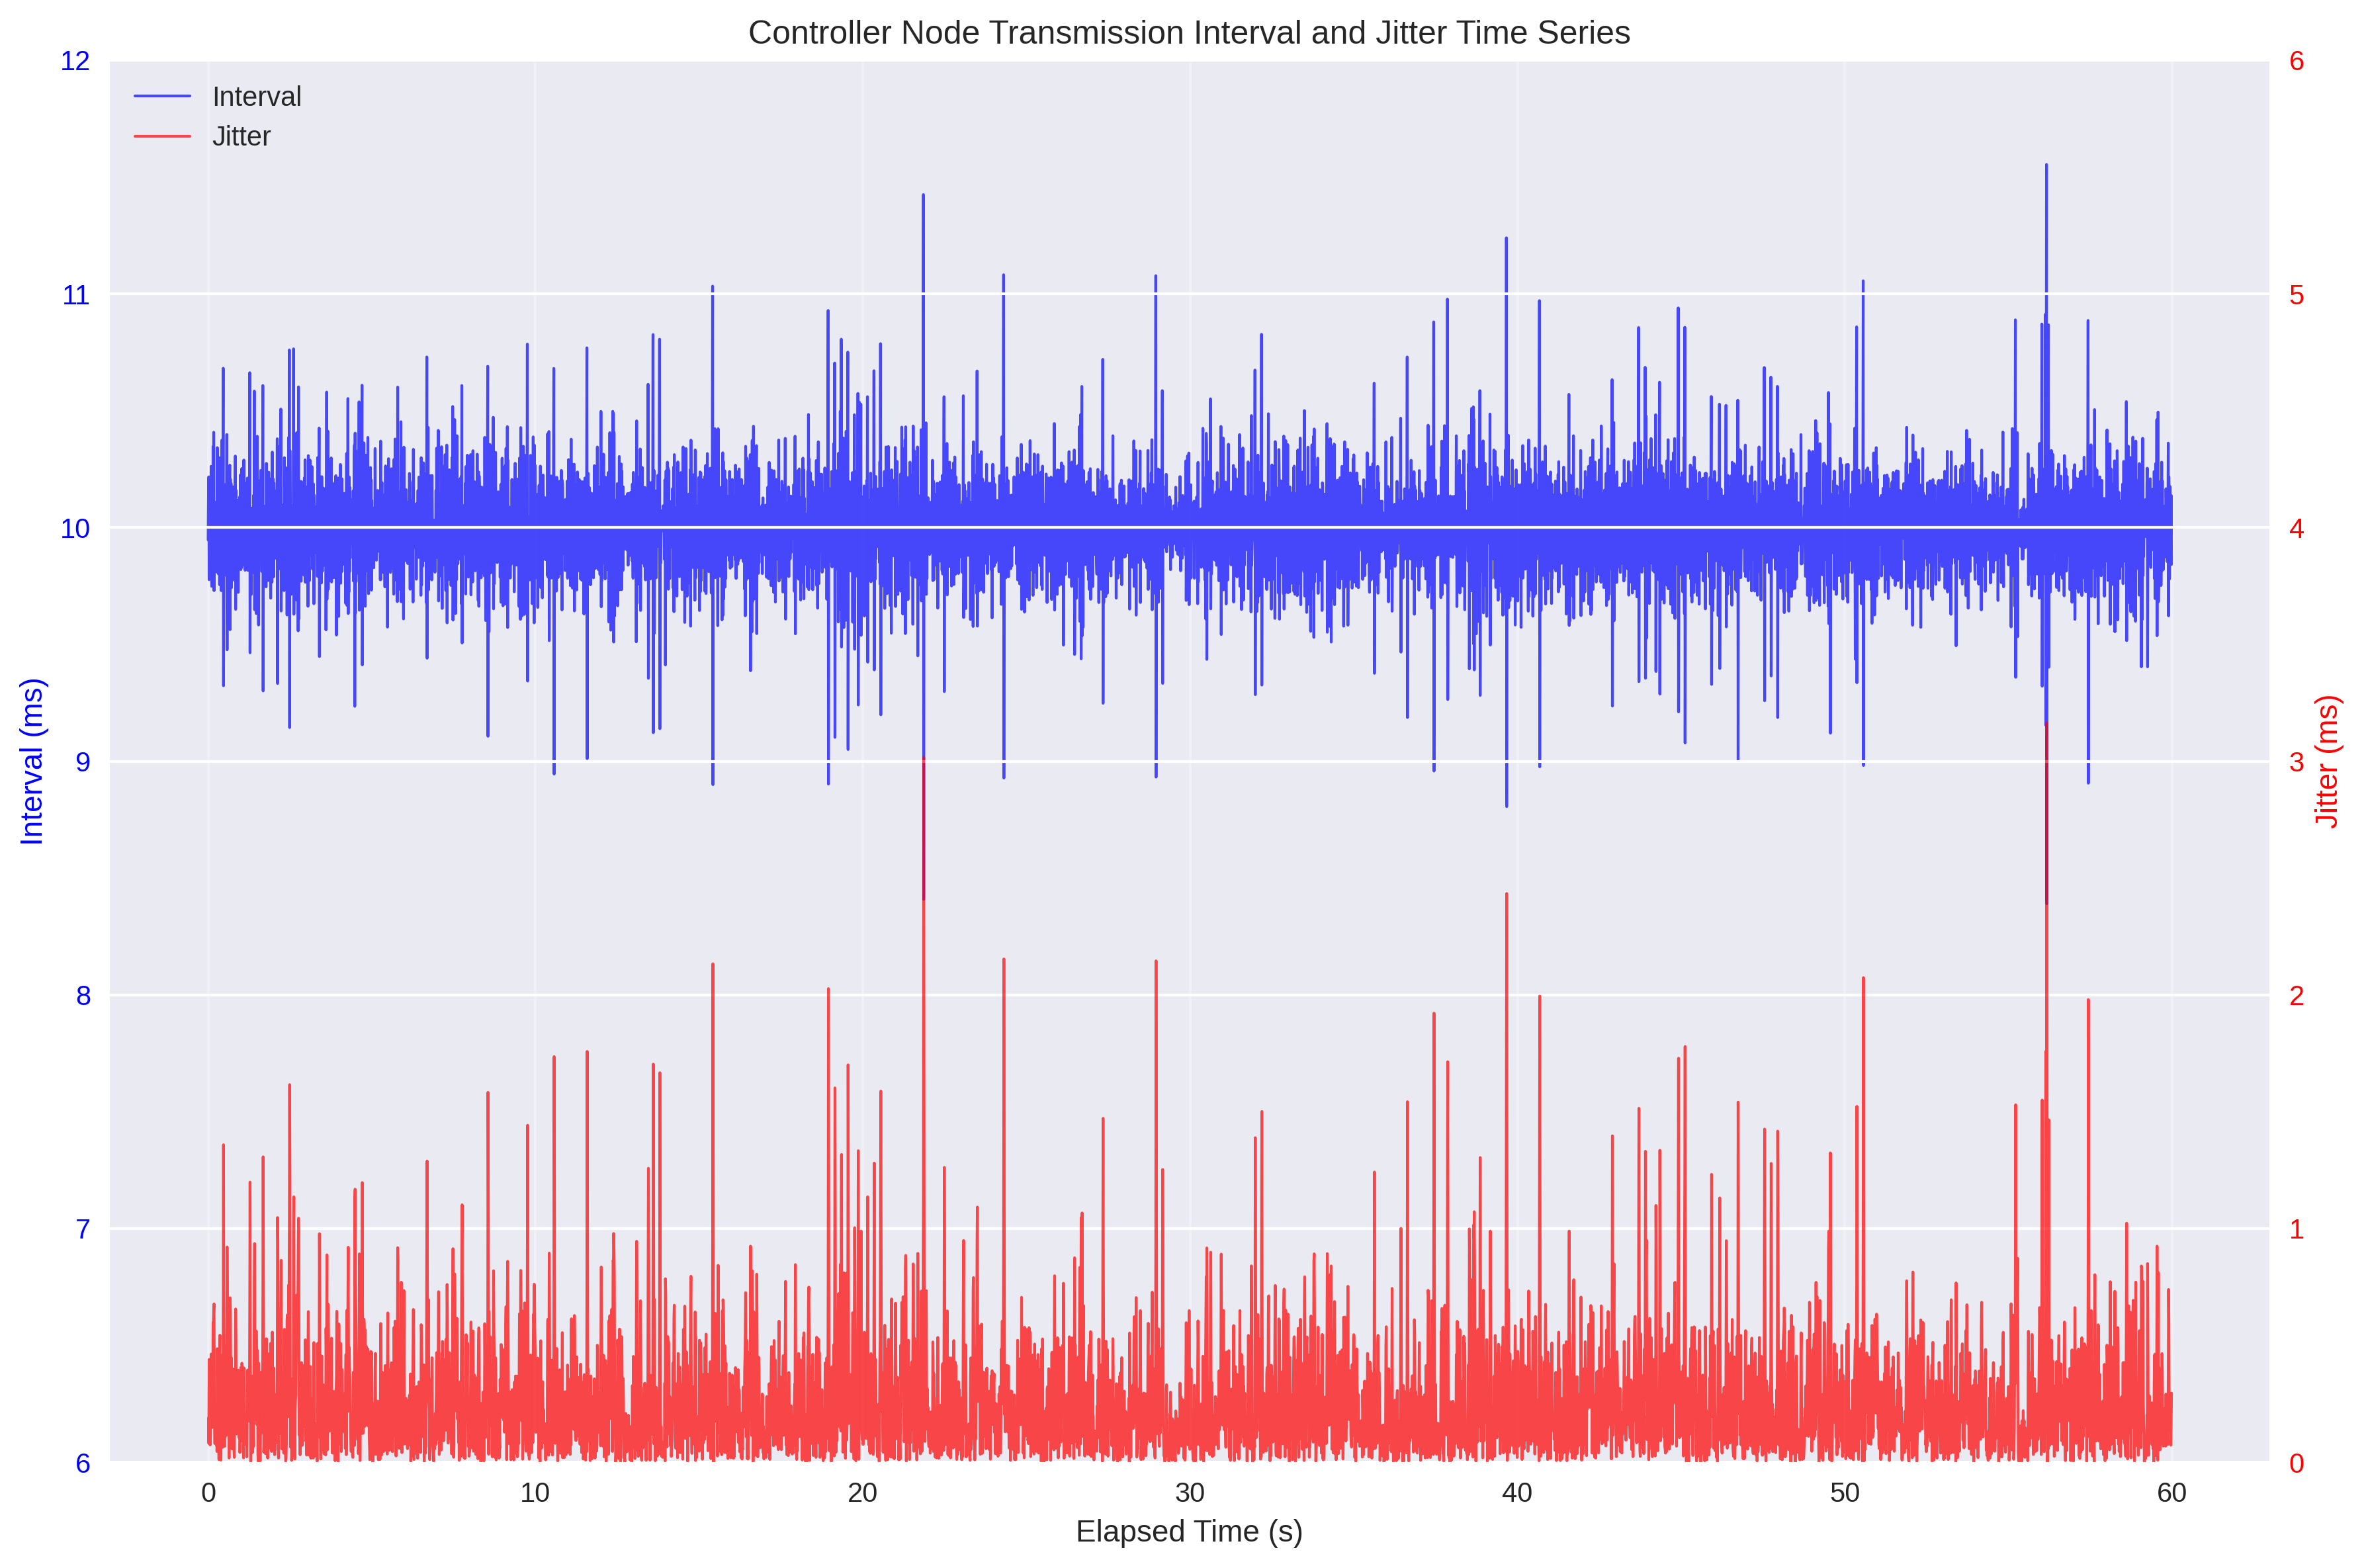 Controller Node Transmission Interval and Jitter Time Series
Interval
Jitter
12
11
10
9
8
7
6
Interval (ms)
6
5
4
3
2
1
0
Jitter (ms)
0 10 20 30 40 50 60
Elapsed Time (s)